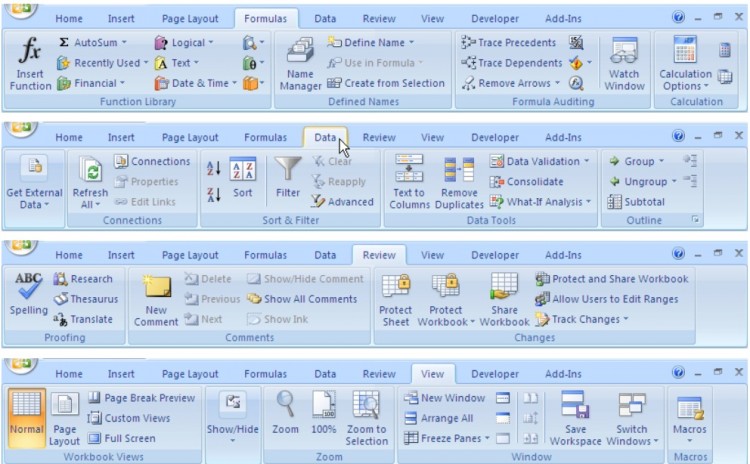 Home Insert Page Layout Formulas Data Review View Developer Add-Ins
fx Σ AutoSum Logical Define Name Trace Precedents
Insert Function Recently Used Text Name Manager Use in Formula Trace Dependents Watch Window Calculation Options
Financial Date & Time Create from Selection Remove Arrows
Function Library Defined Names Formula Auditing Calculation
Home Insert Page Layout Formulas Data Review View Developer Add-Ins
Connections Clear Data Validation Group
Get External Data Refresh All Properties Sort Filter Reapply Text to Columns Remove Duplicates Consolidate Ungroup
Edit Links Advanced What-If Analysis Subtotal
Connections Sort & Filter Data Tools Outline
Home Insert Page Layout Formulas Data Review View Developer Add-Ins
ABC Research Delete Show/Hide Comment Protect and Share Workbook
Spelling Thesaurus New Comment Previous Show All Comments Protect Sheet Protect Workbook Share Workbook Allow Users to Edit Ranges
Translate Next Show Ink Track Changes
Proofing Comments Changes
Home Insert Page Layout Formulas Data Review View Developer Add-Ins
Page Break Preview New Window
Normal Page Layout Custom Views Show/Hide Zoom 100% Zoom to Selection Arrange All Save Workspace Switch Windows Macros
Full Screen Freeze Panes
Workbook Views Zoom Window Macros